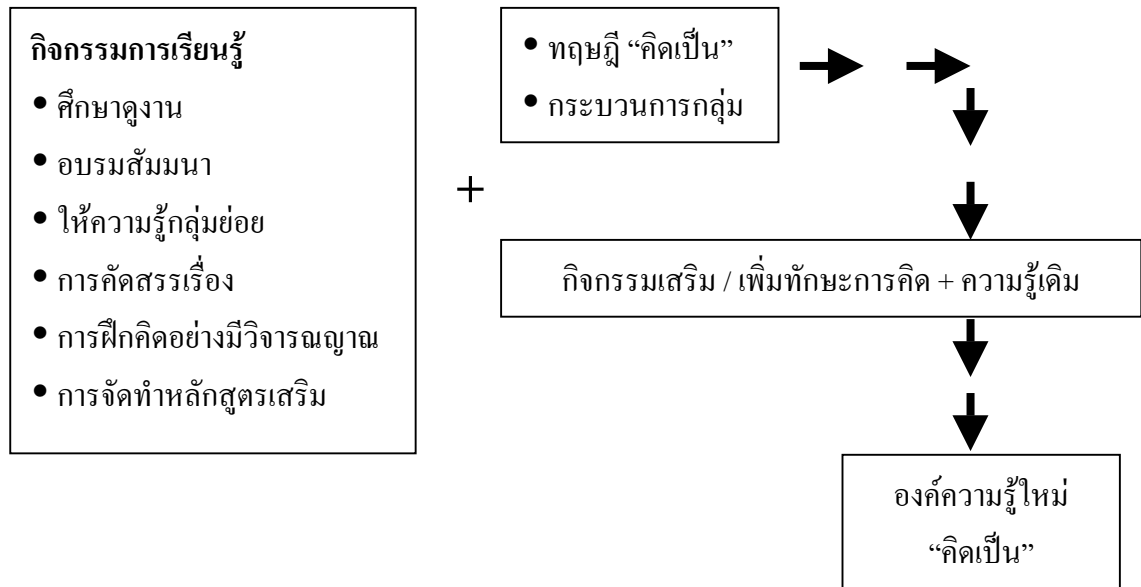 กิจกรรมการเรียนรู้
• ศึกษาดูงาน
• อบรมสัมมนา
• ให้ความรู้กลุ่มย่อย
• การคัดสรรเรื่อง
• การฝึกคิดอย่างมีวิจารณญาณ
• การจัดทำหลักสูตรเสริม
+
• ทฤษฎี “คิดเป็น”
• กระบวนการกลุ่ม
กิจกรรมเสริม / เพิ่มทักษะการคิด + ความรู้เดิม
องค์ความรู้ใหม่
“คิดเป็น”